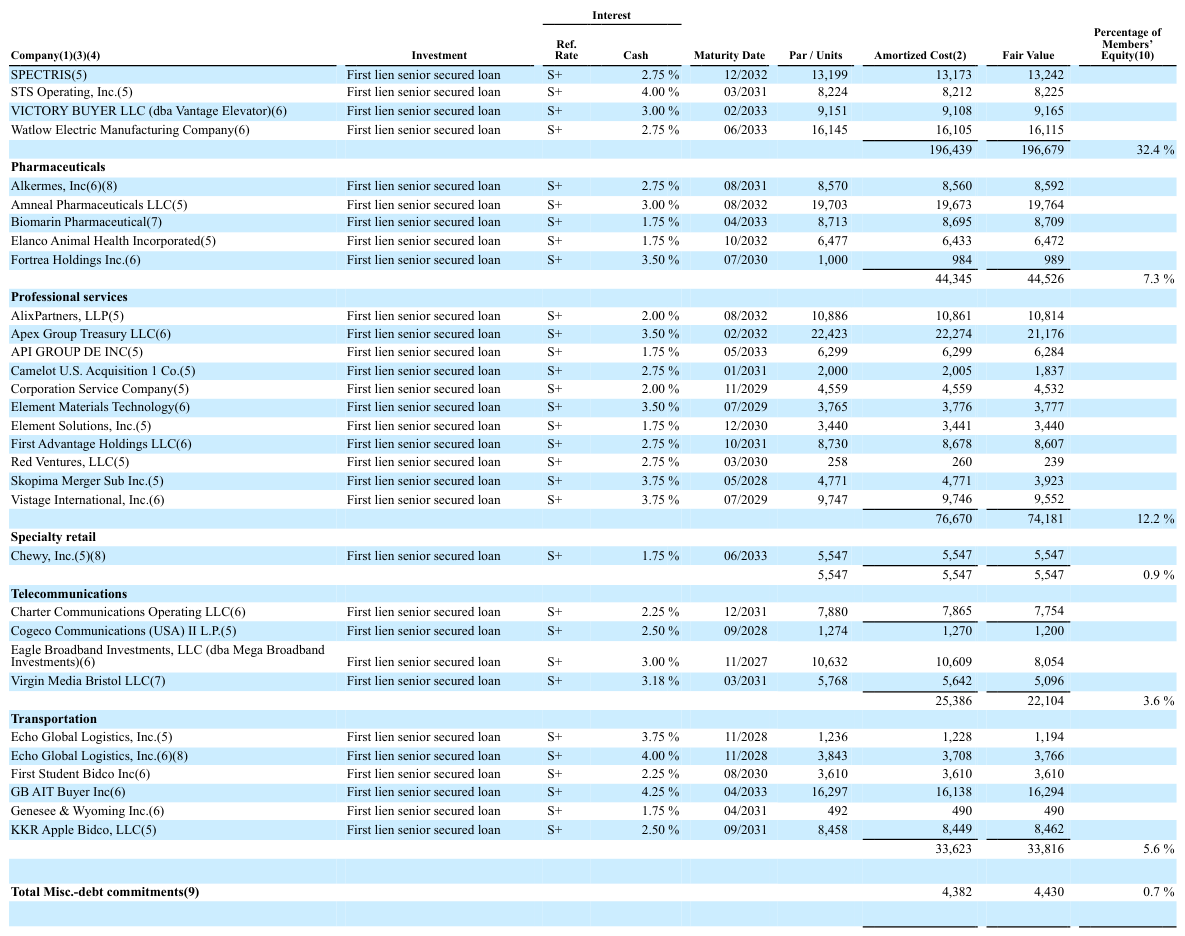 Interest
Company(1)(3)(4) Investment Ref. Rate Cash Maturity Date Par / Units Amortized Cost(2) Fair Value Percentage of Members' Equity(10)
SPECTRIS(5) First lien senior secured loan S+ 2.75 % 12/2032 13,199 13,173 13,242
STS Operating, Inc.(5) First lien senior secured loan S+ 4.00 % 03/2031 8,224 8,212 8,225
VICTORY BUYER LLC (dba Vantage Elevator)(6) First lien senior secured loan S+ 3.00 % 02/2033 9,151 9,108 9,165
Watlow Electric Manufacturing Company(6) First lien senior secured loan S+ 2.75 % 06/2033 16,145 16,105 16,115
196,439 196,679 32.4 %
Pharmaceuticals
Alkermes, Inc(6)(8) First lien senior secured loan S+ 2.75 % 08/2031 8,570 8,560 8,592
Amneal Pharmaceuticals LLC(5) First lien senior secured loan S+ 3.00 % 08/2032 19,703 19,673 19,764
Biomarin Pharmaceutical(7) First lien senior secured loan S+ 1.75 % 04/2033 8,713 8,695 8,709
Elanco Animal Health Incorporated(5) First lien senior secured loan S+ 1.75 % 10/2032 6,477 6,433 6,472
Fortrea Holdings Inc.(6) First lien senior secured loan S+ 3.50 % 07/2030 1,000 984 989
44,345 44,526 7.3 %
Professional services
AlixPartners, LLP(5) First lien senior secured loan S+ 2.00 % 08/2032 10,886 10,861 10,814
Apex Group Treasury LLC(6) First lien senior secured loan S+ 3.50 % 02/2032 22,423 22,274 21,176
API GROUP DE INC(5) First lien senior secured loan S+ 1.75 % 05/2033 6,299 6,299 6,284
Camelot U.S. Acquisition 1 Co.(5) First lien senior secured loan S+ 2.75 % 01/2031 2,000 2,005 1,837
Corporation Service Company(5) First lien senior secured loan S+ 2.00 % 11/2029 4,559 4,559 4,532
Element Materials Technology(6) First lien senior secured loan S+ 3.50 % 07/2029 3,765 3,776 3,777
Element Solutions, Inc.(5) First lien senior secured loan S+ 1.75 % 12/2030 3,440 3,441 3,440
First Advantage Holdings LLC(6) First lien senior secured loan S+ 2.75 % 10/2031 8,730 8,678 8,607
Red Ventures, LLC(5) First lien senior secured loan S+ 2.75 % 03/2030 258 260 239
Skopima Merger Sub Inc.(5) First lien senior secured loan S+ 3.75 % 05/2028 4,771 4,771 3,923
Vistage International, Inc.(6) First lien senior secured loan S+ 3.75 % 07/2029 9,747 9,746 9,552
76,670 74,181 12.2 %
Specialty retail
Chewy, Inc.(5)(8) First lien senior secured loan S+ 1.75 % 06/2033 5,547 5,547 5,547
5,547 5,547 5,547 0.9 %
Telecommunications
Charter Communications Operating LLC(6) First lien senior secured loan S+ 2.25 % 12/2031 7,880 7,865 7,754
Cogeco Communications (USA) II L.P.(5) First lien senior secured loan S+ 2.50 % 09/2028 1,274 1,270 1,200
Eagle Broadband Investments, LLC (dba Mega Broadband
Investments)(6) First lien senior secured loan S+ 3.00 % 11/2027 10,632 10,609 8,054
Virgin Media Bristol LLC(7) First lien senior secured loan S+ 3.18 % 03/2031 5,768 5,642 5,096
25,386 22,104 3.6 %
Transportation
Echo Global Logistics, Inc.(5) First lien senior secured loan S+ 3.75 % 11/2028 1,236 1,228 1,194
Echo Global Logistics, Inc.(6)(8) First lien senior secured loan S+ 4.00 % 11/2028 3,843 3,708 3,766
First Student Bidco Inc(6) First lien senior secured loan S+ 2.25 % 08/2030 3,610 3,610 3,610
GB AIT Buyer Inc(6) First lien senior secured loan S+ 4.25 % 04/2033 16,297 16,138 16,294
Genesee & Wyoming Inc.(6) First lien senior secured loan S+ 1.75 % 04/2031 492 490 490
KKR Apple Bidco, LLC(5) First lien senior secured loan S+ 2.50 % 09/2031 8,458 8,449 8,462
33,623 33,816 5.6 %
Total Misc.-debt commitments(9) 4,382 4,430 0.7 %